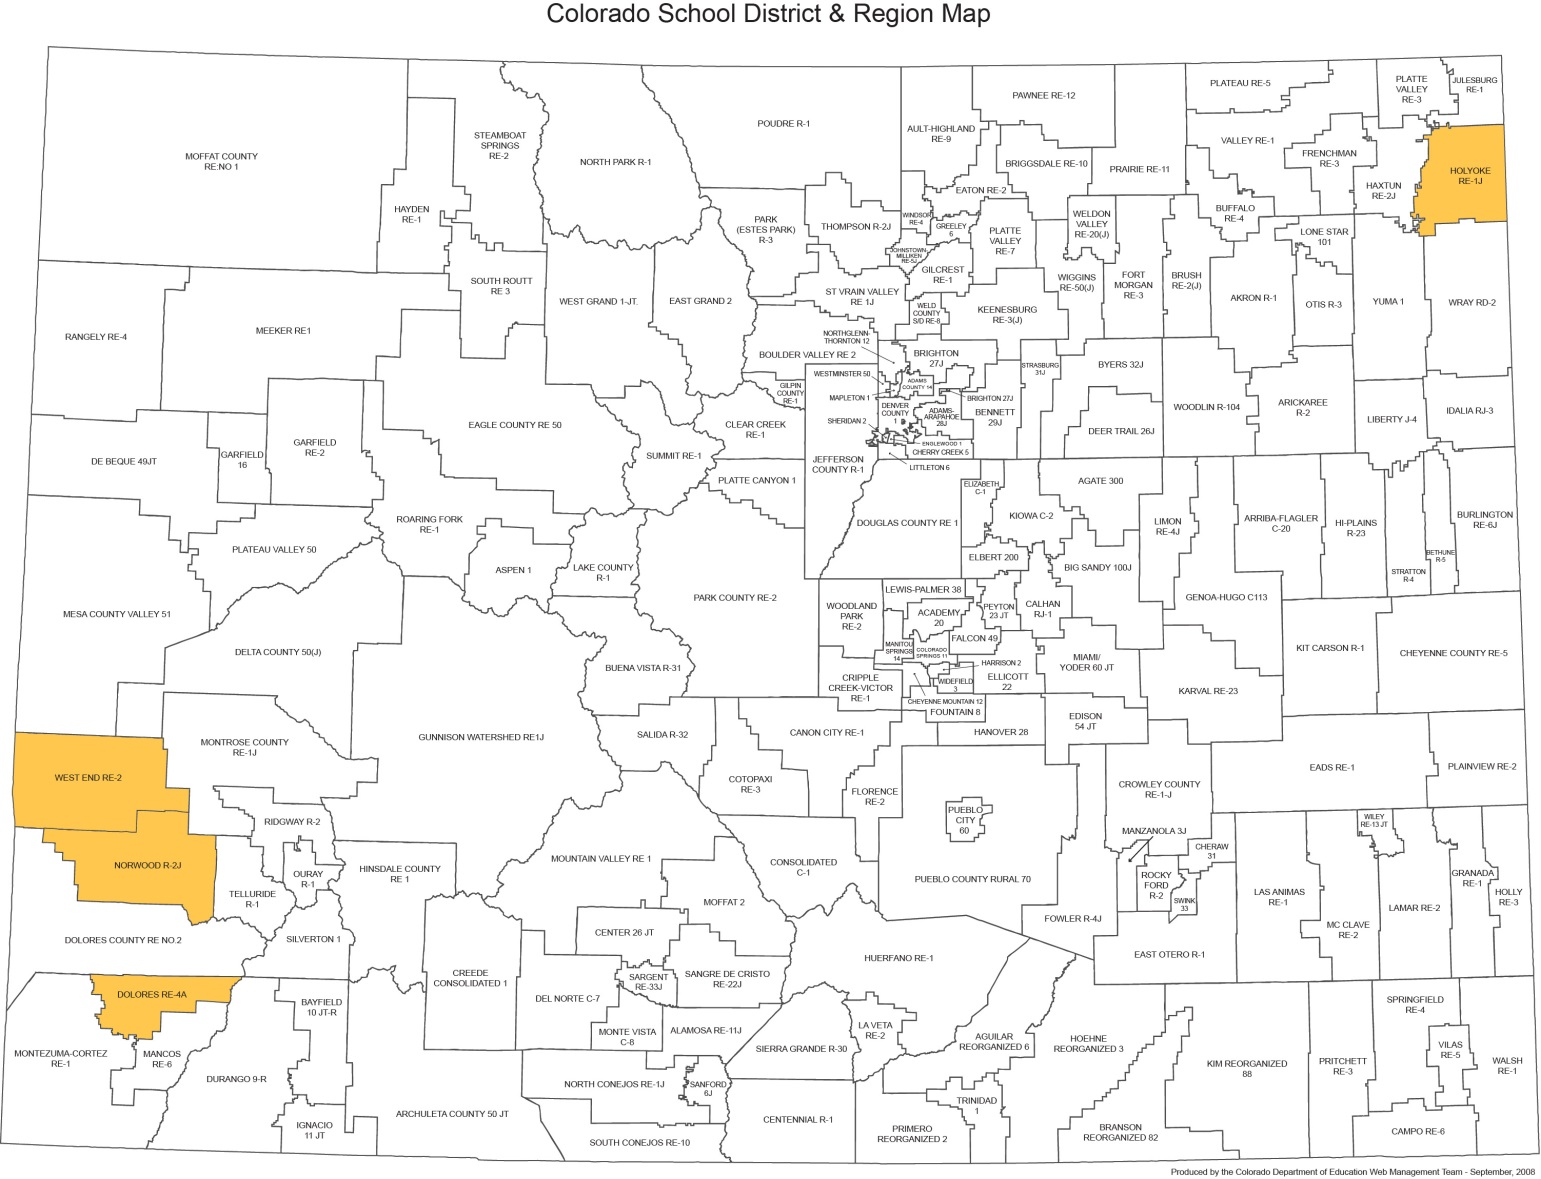 Colorado School District & Region Map
MOFFAT COUNTY
RE:NO 1
HAYDEN
RE-1
STEAMBOAT
SPRINGS
RE-2
NORTH PARK R-1
POUDRE R-1
AULT-HIGHLAND
RE-9
PAWNEE RE-12
BRIGGSDALE RE-10
PRAIRIE RE-11
PLATEAU RE-5
VALLEY RE-1
FRENCHMAN
RE-3
BUFFALO
RE-4
PLATTE
VALLEY
RE-3
JULESBURG
RE-1
HAXTUN
RE-2J
HOLYOKE
RE-1J
SOUTH ROUTT
RE 3
WEST GRAND 1-JT.
EAST GRAND 2
PARK
(ESTES PARK)
R-3
THOMPSON R-2J
WINDSOR
RE-4
EATON RE-2
GREELEY
6
JOHNSTOWN-
MILLIKEN
RE-5J
GILCREST
RE-1
PLATTE
VALLEY
RE-7
WELDON
VALLEY
RE-20(J)
WIGGINS
RE-50(J)
FORT
MORGAN
RE-3
BRUSH
RE-2(J)
AKRON R-1
LONE STAR
101
OTIS R-3
YUMA 1
WRAY RD-2
RANGELY RE-4
MEEKER RE1
ST VRAIN VALLEY
RE 1J
WELD
COUNTY
S/D RE-8
KEENESBURG
RE-3(J)
BOULDER VALLEY RE 2
NORTHGLENN-
THORNTON 12
BRIGHTON
27J
WESTMINSTER 50
ADAMS
COUNTY 14
MAPLETON 1
BRIGHTON 27J
GILPIN
COUNTY
RE-1
DENVER
COUNTY
1
ADAMS-
ARAPAHOE
28J
BENNETT
29J
STRASBURG
31J
BYERS 32J
DEER TRAIL 26J
WOODLIN R-104
ARICKAREE
R-2
LIBERTY J-4
IDALIA RJ-3
SHERIDAN 2
ENGLEWOOD 1
CHERRY CREEK 5
LITTLETON 6
CLEAR CREEK
RE-1
JEFFERSON
COUNTY R-1
DE BEQUE 49JT
GARFIELD
16
GARFIELD
RE-2
EAGLE COUNTY RE 50
SUMMIT RE-1
PLATTE CANYON 1
ROARING FORK
RE-1
PLATEAU VALLEY 50
ASPEN 1
LAKE COUNTY
R-1
PARK COUNTY RE-2
DOUGLAS COUNTY RE 1
ELIZABETH
C-1
KIOWA C-2
AGATE 300
ELBERT 200
BIG SANDY 100J
LIMON
RE-4J
ARRIBA-FLAGLER
C-20
HI-PLAINS
R-23
STRATTON
R-4
BETHUNE
R-5
BURLINGTON
RE-6J
MESA COUNTY VALLEY 51
DELTA COUNTY 50(J)
BUENA VISTA R-31
WOODLAND
PARK
RE-2
LEWIS-PALMER 38
ACADEMY
20
PEYTON
23 JT
CALHAN
RJ-1
GENOA-HUGO C113
MANITOU
SPRINGS
14
COLORADO
SPRINGS 11
FALCON 49
HARRISON 2
WIDEFIELD
3
ELLICOTT
22
MIAMI/
YODER 60 JT
KIT CARSON R-1
CHEYENNE COUNTY RE-5
CRIPPLE
CREEK-VICTOR
RE-1
CHEYENNE MOUNTAIN 12
FOUNTAIN 8
KARVAL RE-23
EDISON
54 JT
HANOVER 28
MONTROSE COUNTY
RE-1J
GUNNISON WATERSHED RE1J
SALIDA R-32
CANON CITY RE-1
COTOPAXI
RE-3
FLORENCE
RE-2
WEST END RE-2
EADS RE-1
PLAINVIEW RE-2
CROWLEY COUNTY
RE-1-J
PUEBLO
CITY
60
RIDGWAY R-2
MANZANOLA 3J
WILEY
RE-13 JT
CHERAW
31
NORWOOD R-2J
OURAY
R-1
TELLURIDE
R-1
HINSDALE COUNTY
RE 1
MOUNTAIN VALLEY RE 1
CONSOLIDATED
C-1
PUEBLO COUNTY RURAL 70
ROCKY
FORD
R-2
SWINK
33
LAS ANIMAS
RE-1
MC CLAVE
RE-2
LAMAR RE-2
GRANADA
RE-1
HOLLY
RE-3
MOFFAT 2
FOWLER R-4J
DOLORES COUNTY RE NO.2
SILVERTON 1
CENTER 26 JT
EAST OTERO R-1
HUERFANO RE-1
CREEDE
CONSOLIDATED 1
SARGENT
RE-33J
SANGRE DE CRISTO
RE-22J
DEL NORTE C-7
DOLORES RE-4A
BAYFIELD
10 JT-R
MONTE VISTA
C-8
ALAMOSA RE-11J
LA VETA
RE-2
SPRINGFIELD
RE-4
MONTEZUMA-CORTEZ
RE-1
MANCOS
RE-6
DURANGO 9-R
SIERRA GRANDE R-30
AGUILAR
REORGANIZED 6
HOEHNE
REORGANIZED 3
KIM REORGANIZED
88
PRITCHETT
RE-3
VILAS
RE-5
WALSH
RE-1
NORTH CONEJOS RE-1J
SANFORD
6J
TRINIDAD
1
ARCHULETA COUNTY 50 JT
IGNACIO
11 JT
CENTENNIAL R-1
PRIMERO
REORGANIZED 2
BRANSON
REORGANIZED 82
CAMPO RE-6
SOUTH CONEJOS RE-10
Produced by the Colorado Department of Education Web Management Team - September, 2008